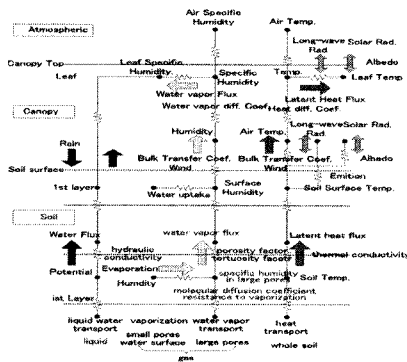 Air Specific Humidity
Air Temp.
Atmospheric
Long-wave Rad
Solar Rad.
Canopy Top
Albedo
Leaf
Leaf Specific Humidity
Specific Humidity
Temp.
Leaf Temp
Water vapor Flux
Latent Heat Flux
Water vapor diff. Coef.
Heat diff. Coef.
Canopy
Humidity
Air Temp.
Long-wave Rad.
Solar Rad.
Rain
Bulk Transfer Coef.
Wind
Bulk Transfer Coef.
Wind
Albedo
Soil surface
Emition
1st layer
Surface Humidity
Soil Surface Temp.
Water uptake
Soil
Water Flux
water vapor flux
Latent heat flux
hydraulic conductivity
porosity factor
tortuosity facotr
thermal conductivity
Potential
Evaporation
Humidity
specific humidity in large pores
Soil Temp.
molecular diffusion coefficient
resistance to vaporization
ist Layer
liquid water transport
vaporization
water vapor transport
heat transport
liquid
small pores
water surface
large pores
whole soil
gas